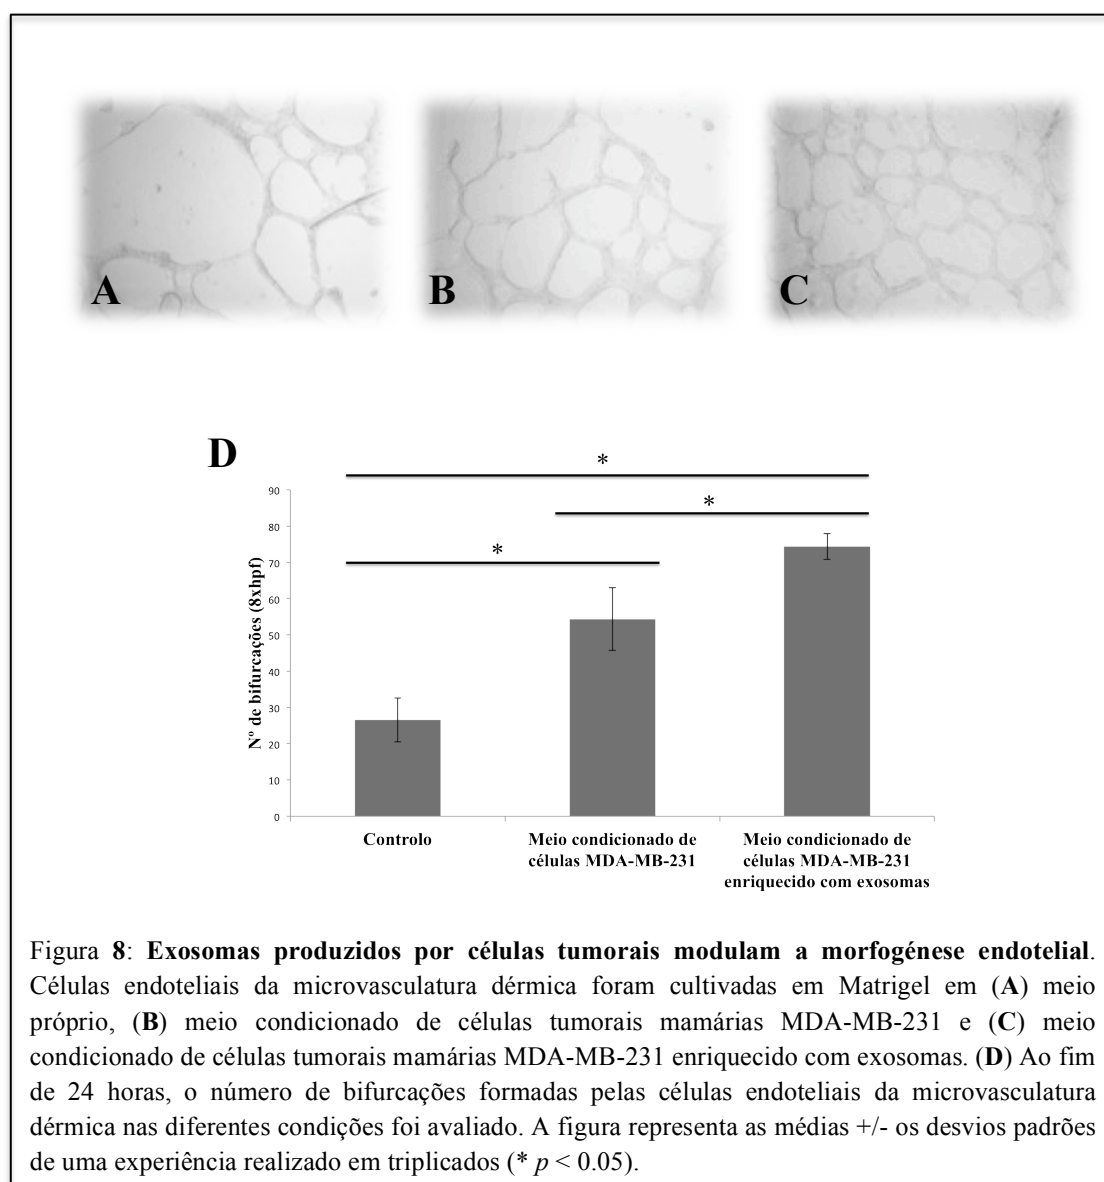 A
B
C
D
*
*
*
90
80
70
60
50
40
30
20
10
0
Nº de bifurcações (8xhpf)
Controlo
Meio condicionado de
células MDA-MB-231
Meio condicionado de
células MDA-MB-231
enriquecido com exosomas
Figura 8: Exosomas produzidos por células tumorais modulam a morfogénese endotelial.
Células endoteliais da microvasculatura dérmica foram cultivadas em Matrigel em (A) meio
próprio, (B) meio condicionado de células tumorais mamárias MDA-MB-231 e (C) meio
condicionado de células tumorais mamárias MDA-MB-231 enriquecido com exosomas. (D) Ao fim
de 24 horas, o número de bifurcações formadas pelas células endoteliais da microvasculatura
dérmica nas diferentes condições foi avaliado. A figura representa as médias +/- os desvios padrões
de uma experiência realizado em triplicados (* p < 0.05).